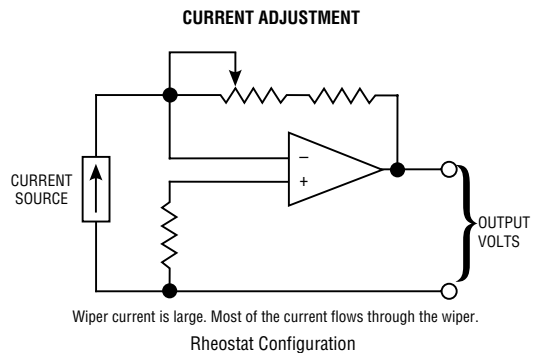 CURRENT ADJUSTMENT
–
+
CURRENT
SOURCE
OUTPUT
VOLTS
Wiper current is large. Most of the current flows through the wiper.
Rheostat Configuration